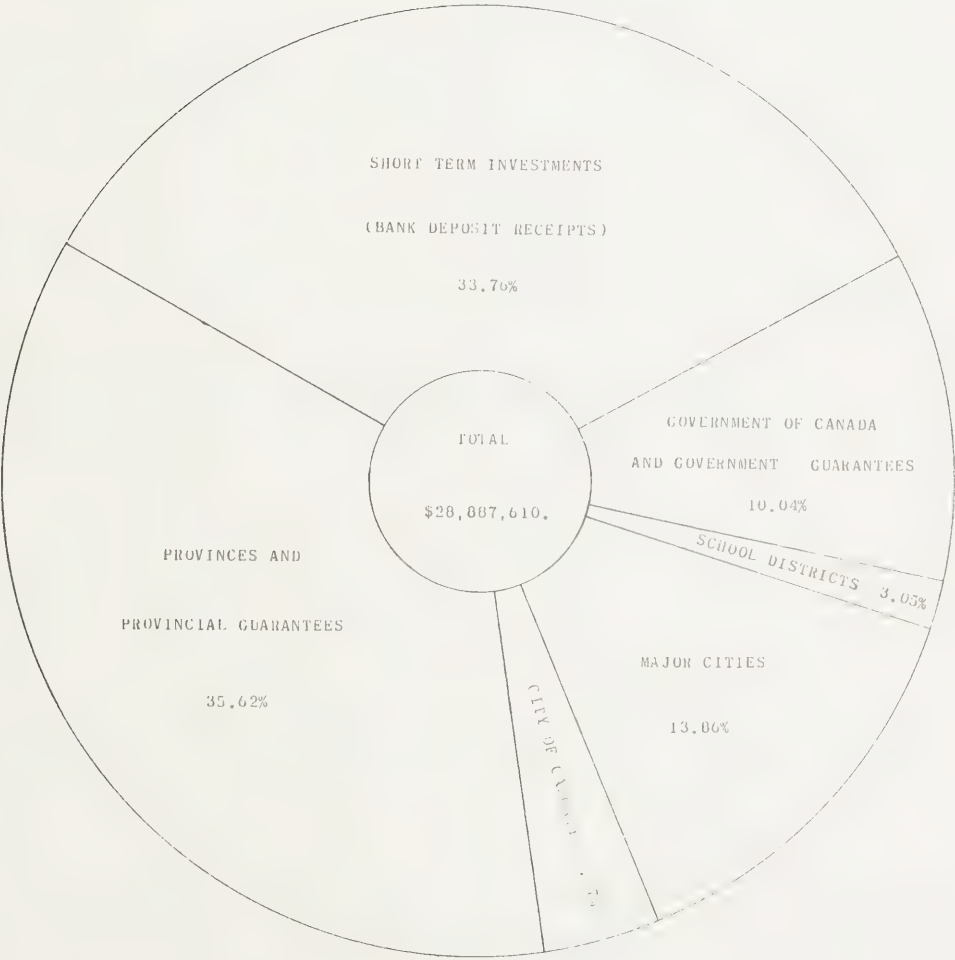 SHORT TERM INVESTMENTS
(BANK DEPOSIT RECEIPTS)
33.76%
GOVERNMENT OF CANADA
AND GOVERNMENT GUARANTEES
10.04%
SCHOOL DISTRICTS 3.05%
TOTAL
$28,887,610.
PROVINCES AND
PROVINCIAL GUARANTEES
35.62%
MAJOR CITIES
13.86%
CITY OF